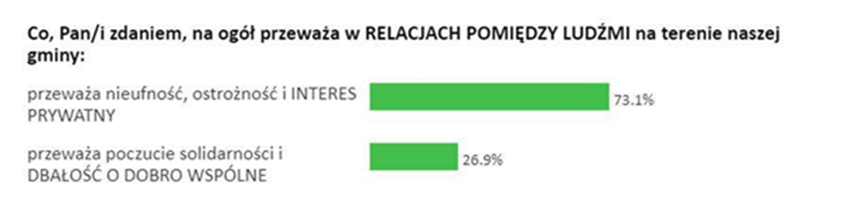 Co, Pan/i zdaniem, na ogół przeważa w RELACJACH POMIĘDZY LUDŹMI na terenie naszej
gminy:
przeważa nieufność, ostrożność i INTERES
PRYWATNY
73.1%
przeważa poczucie solidarności i
DBAŁOŚĆ O DOBRO WSPÓLNE
26.9%